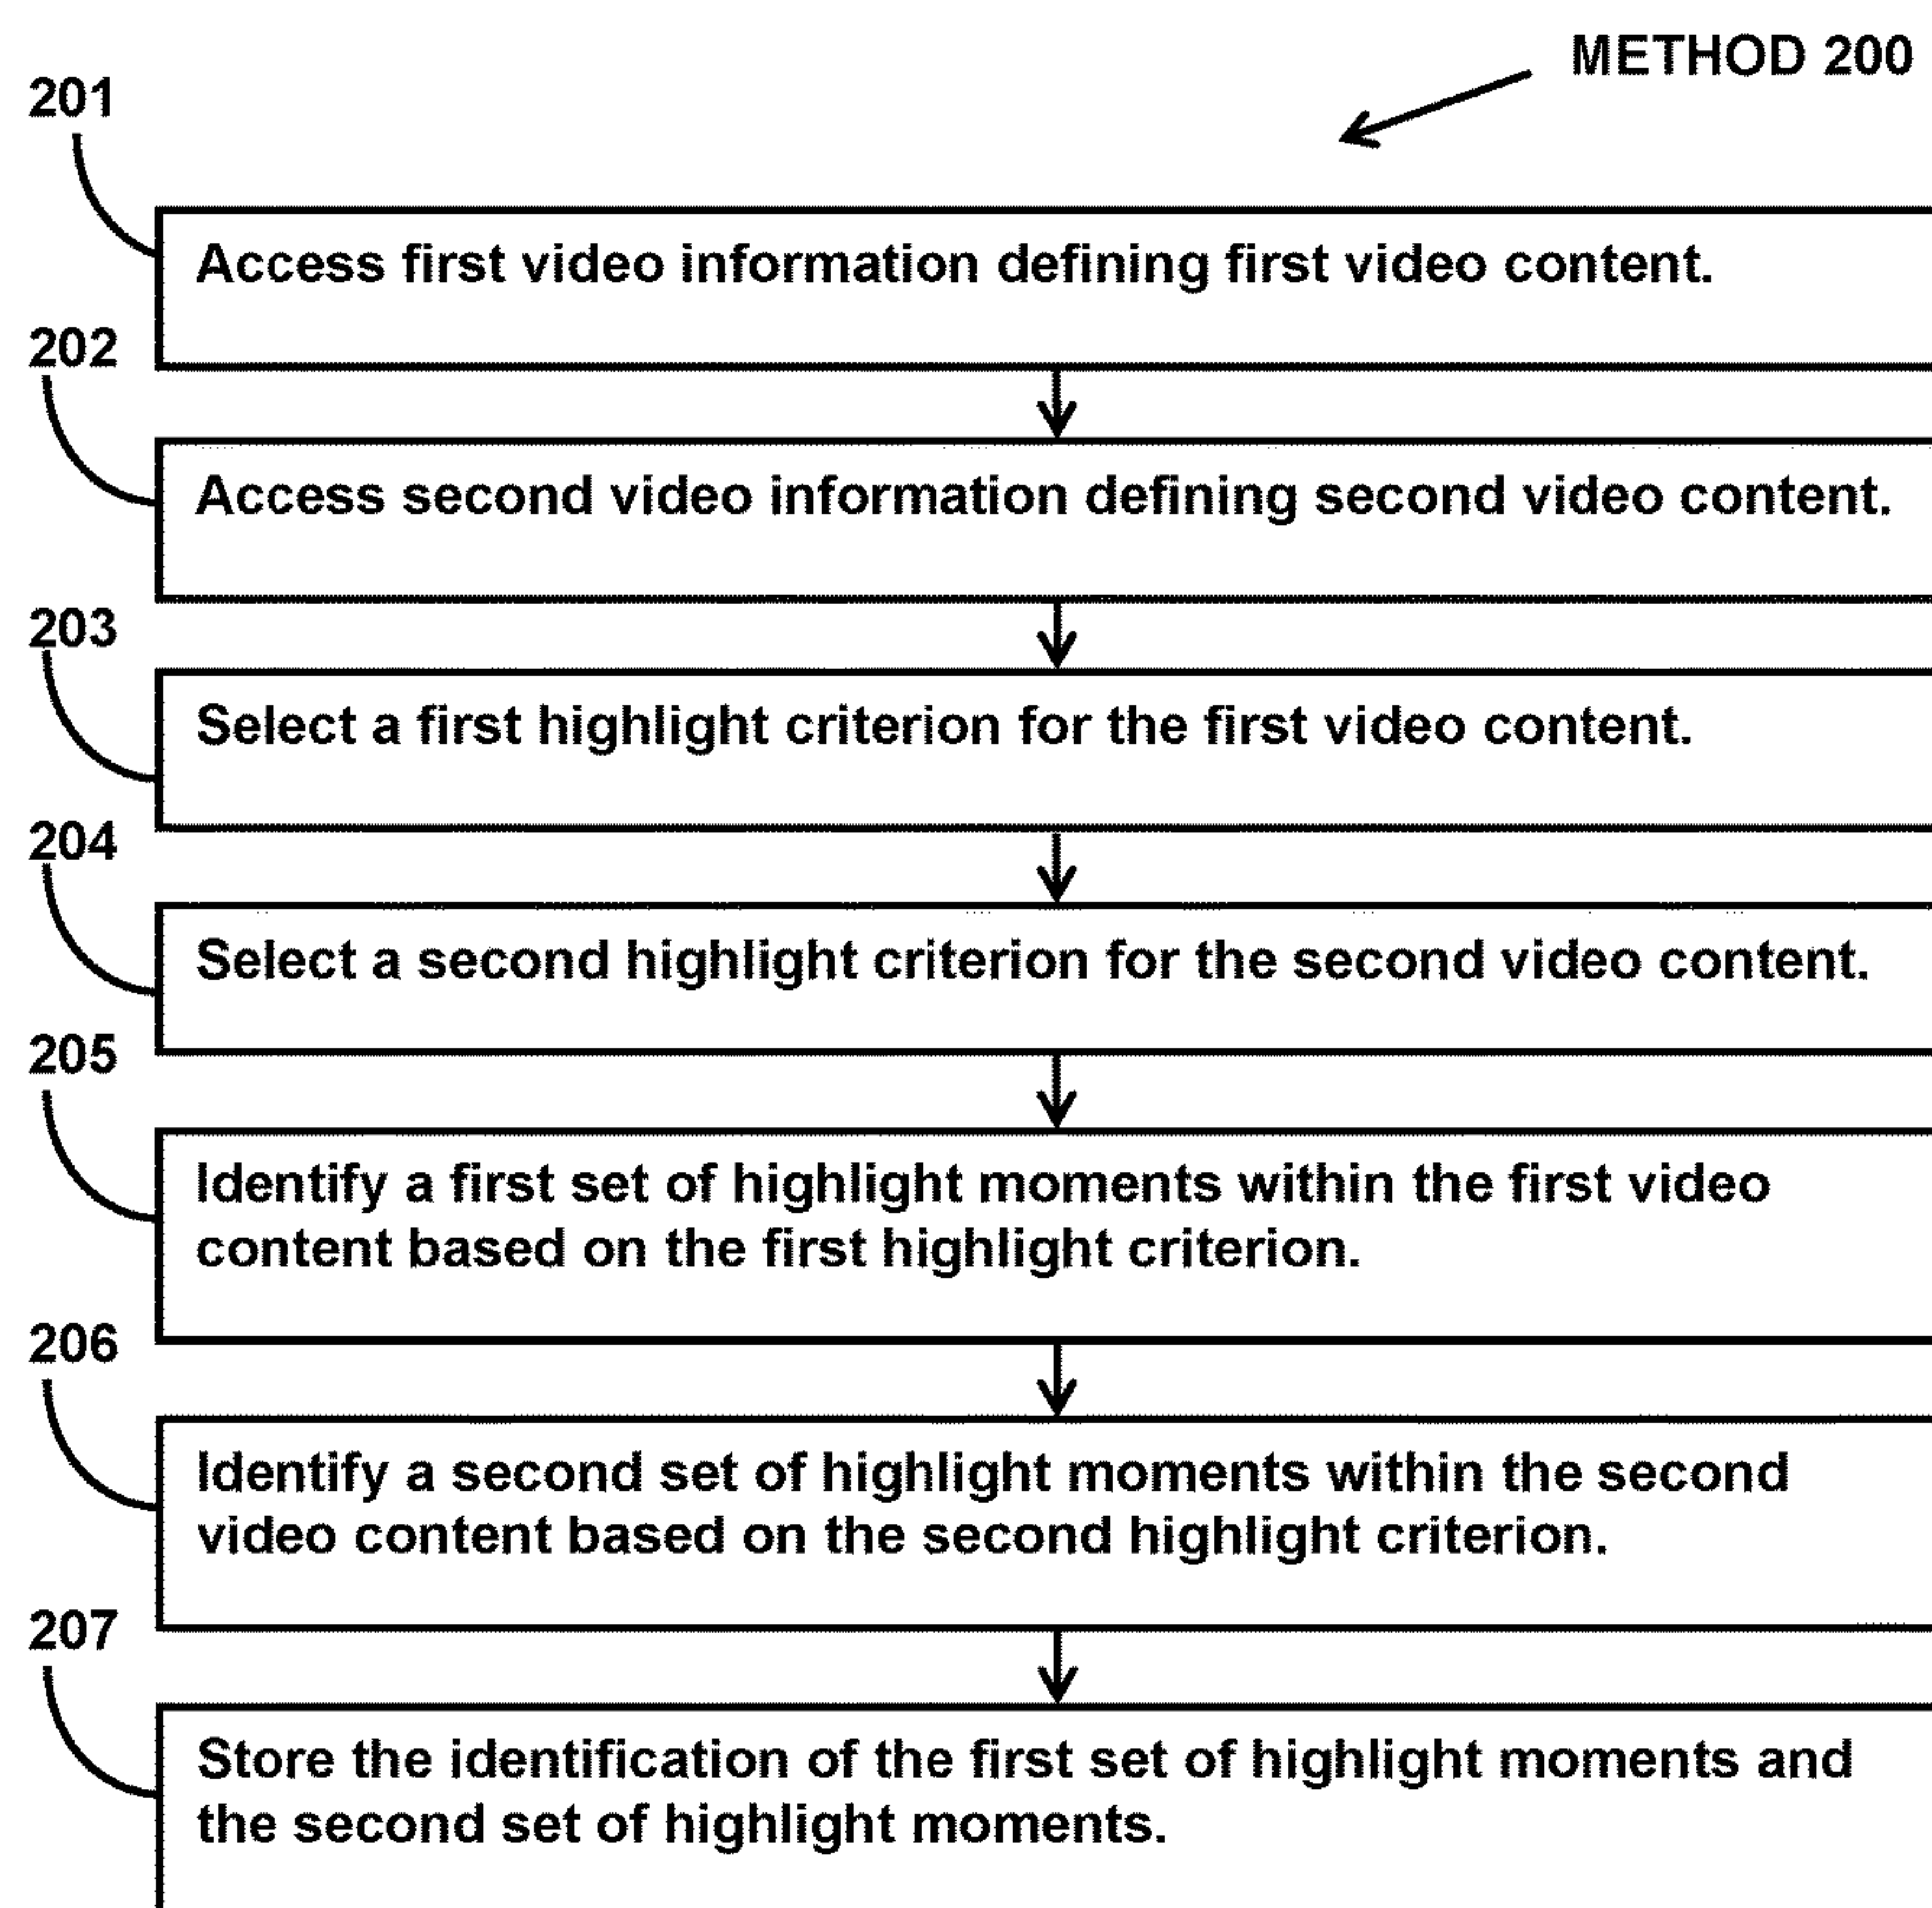 METHOD 200
201
Access first video information defining first video content.
202
Access second video information defining second video content.
203
Select a first highlight criterion for the first video content.
204
Select a second highlight criterion for the second video content.
205
Identify a first set of highlight moments within the first video
content based on the first highlight criterion.
206
Identify a second set of highlight moments within the second
video content based on the second highlight criterion.
207
Store the identification of the first set of highlight moments and
the second set of highlight moments.